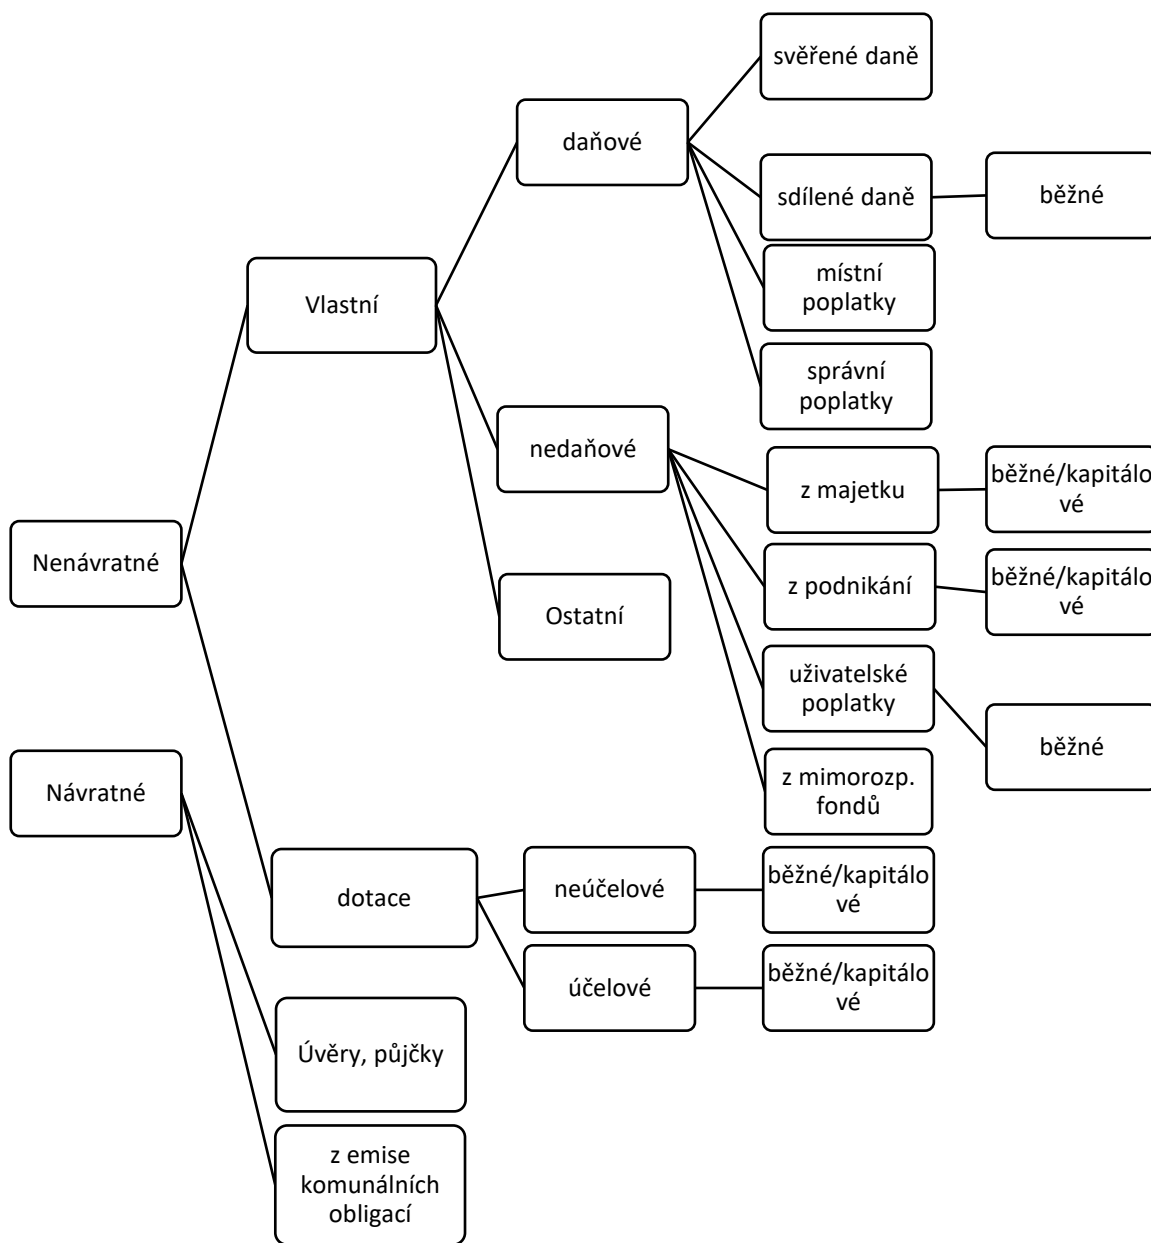 svěřené daně
daňové
sdílené daně
běžné
místní
poplatky
Vlastní
správní
poplatky
nedaňové
z majetku
běžné/kapitálo
vé
Nenávratné
z podnikání
běžné/kapitálo
vé
Ostatní
uživatelské
poplatky
běžné
Návratné
z mimorozp.
fondů
dotace
neúčelové
běžné/kapitálo
vé
účelové
běžné/kapitálo
vé
Úvěry, půjčky
z emise
komunálních
obligací